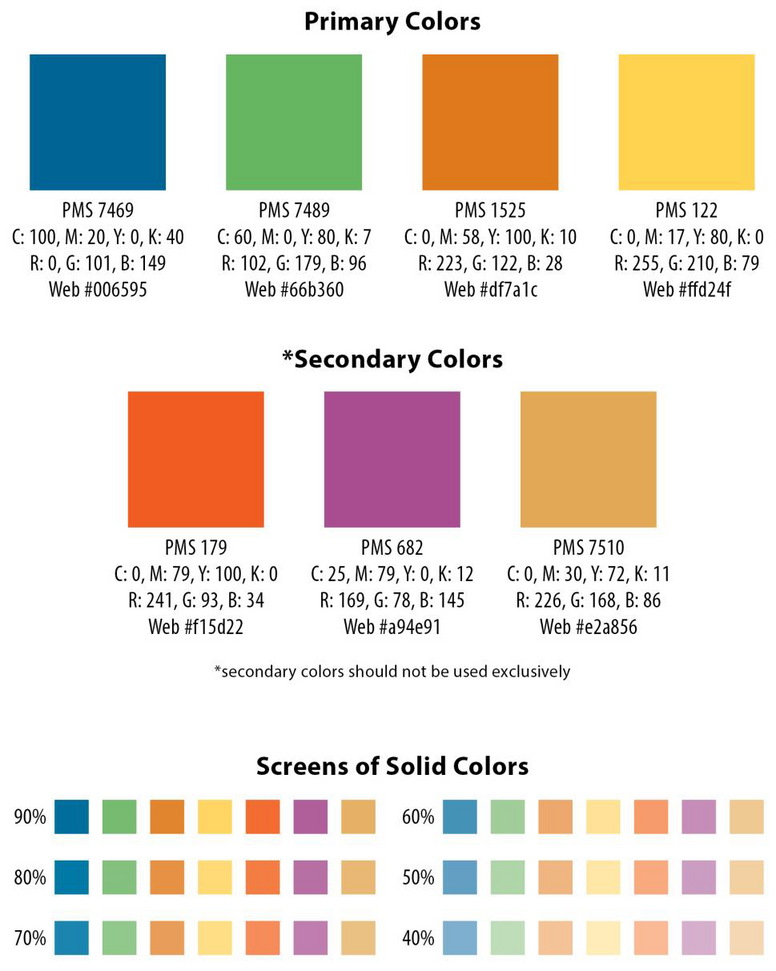 Primary Colors
PMS 7469
C: 100, M: 20, Y: 0, K: 40
R: 0, G: 101, B: 149
Web #006595
PMS 7489
C: 60, M: 0, Y: 80, K: 7
R: 102, G: 179, B: 96
Web #66b360
PMS 1525
C: 0, M: 58, Y: 100, K: 10
R: 223, G: 122, B: 28
Web #df7a1c
PMS 122
C: 0, M: 17, Y: 80, K: 0
R: 255, G: 210, B: 79
Web #ffd24f
*Secondary Colors
PMS 179
C: 0, M: 79, Y: 100, K: 0
R: 241, G: 93, B: 34
Web #f15d22
PMS 682
C: 25, M: 79, Y: 0, K: 12
R: 169, G: 78, B: 145
Web #a94e91
PMS 7510
C: 0, M: 30, Y: 72, K: 11
R: 226, G: 168, B: 86
Web #e2a856
*secondary colors should not be used exclusively
Screens of Solid Colors
90%
80%
70%
60%
50%
40%